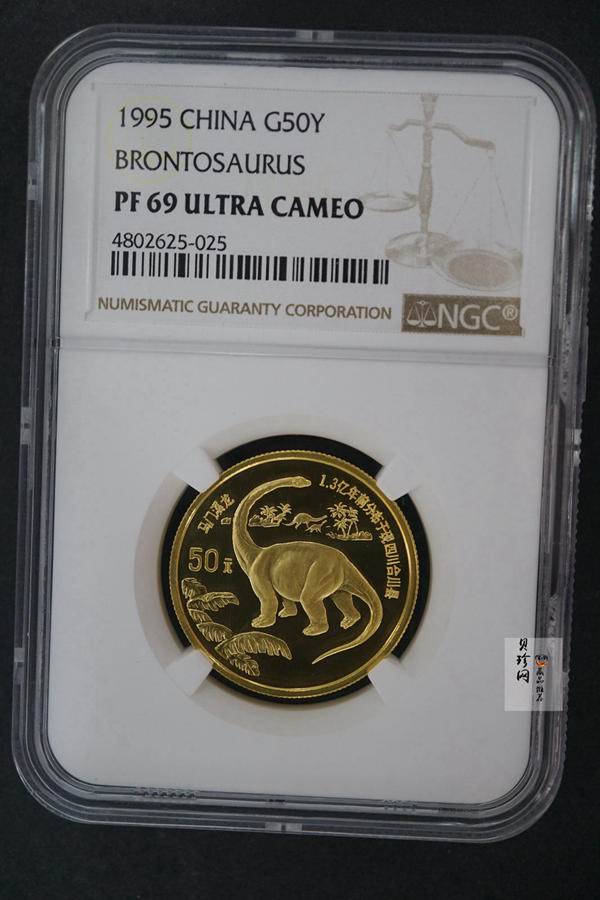 1995 CHINA G50Y
BRONTOSAURUS
PF 69 ULTRA CAMEO
4802625-025
NUMISMATIC GUARANTY CORPORATION
NGC®
马门溪龙
1.3亿年前分布于现四川合川县
50元
贝珍网